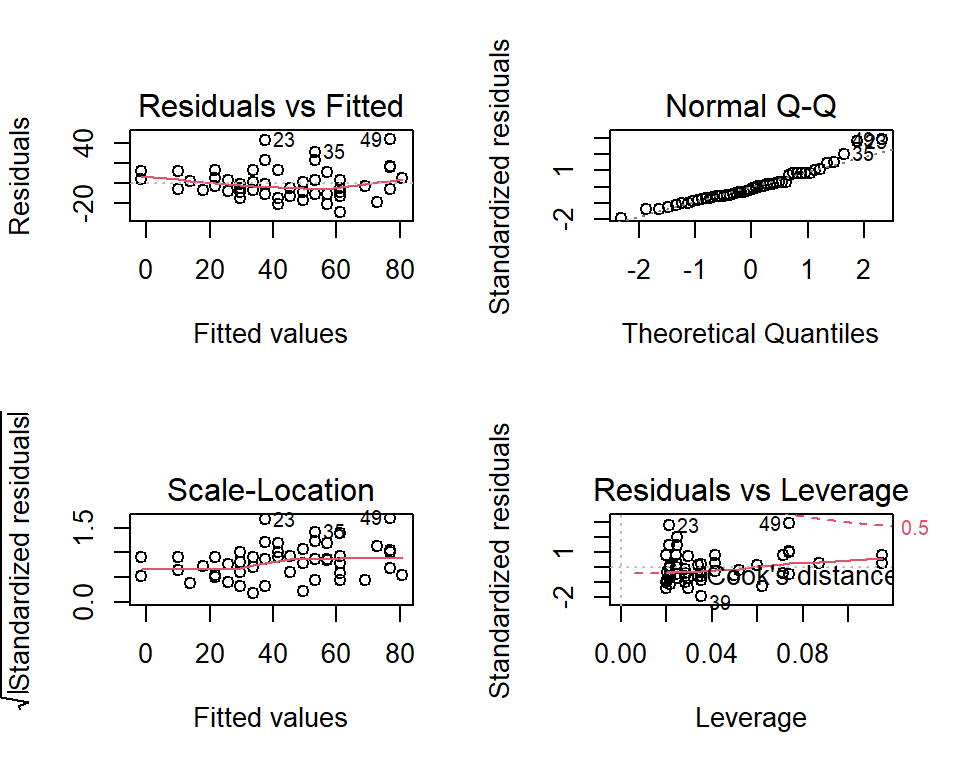 Residuals vs Fitted
Residuals
-20
40
23
35
49
0 20 40 60 80
Fitted values
Normal Q-Q
Standardized residuals
-2
1
35
-2 -1 0 1 2
Theoretical Quantiles
Scale-Location
√|Standardized residuals|
0.0
1.5
23
35
49
0 20 40 60 80
Fitted values
Residuals vs Leverage
Standardized residuals
-2
1
23
49
39
Cook's distance
0.5
0.00 0.04 0.08
Leverage